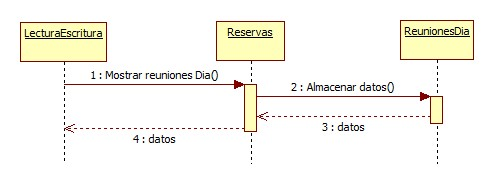 LecturaEscritura
Reservas
ReunionesDia
1 : Mostrar reuniones Dia()
2 : Almacenar datos()
3 : datos
4 : datos